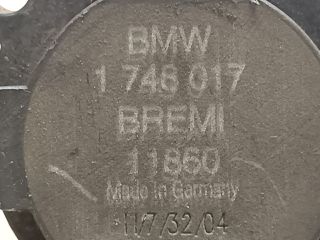 BMW
1 748 017
BREMI
11860
Made In Germany
11/7/32/04